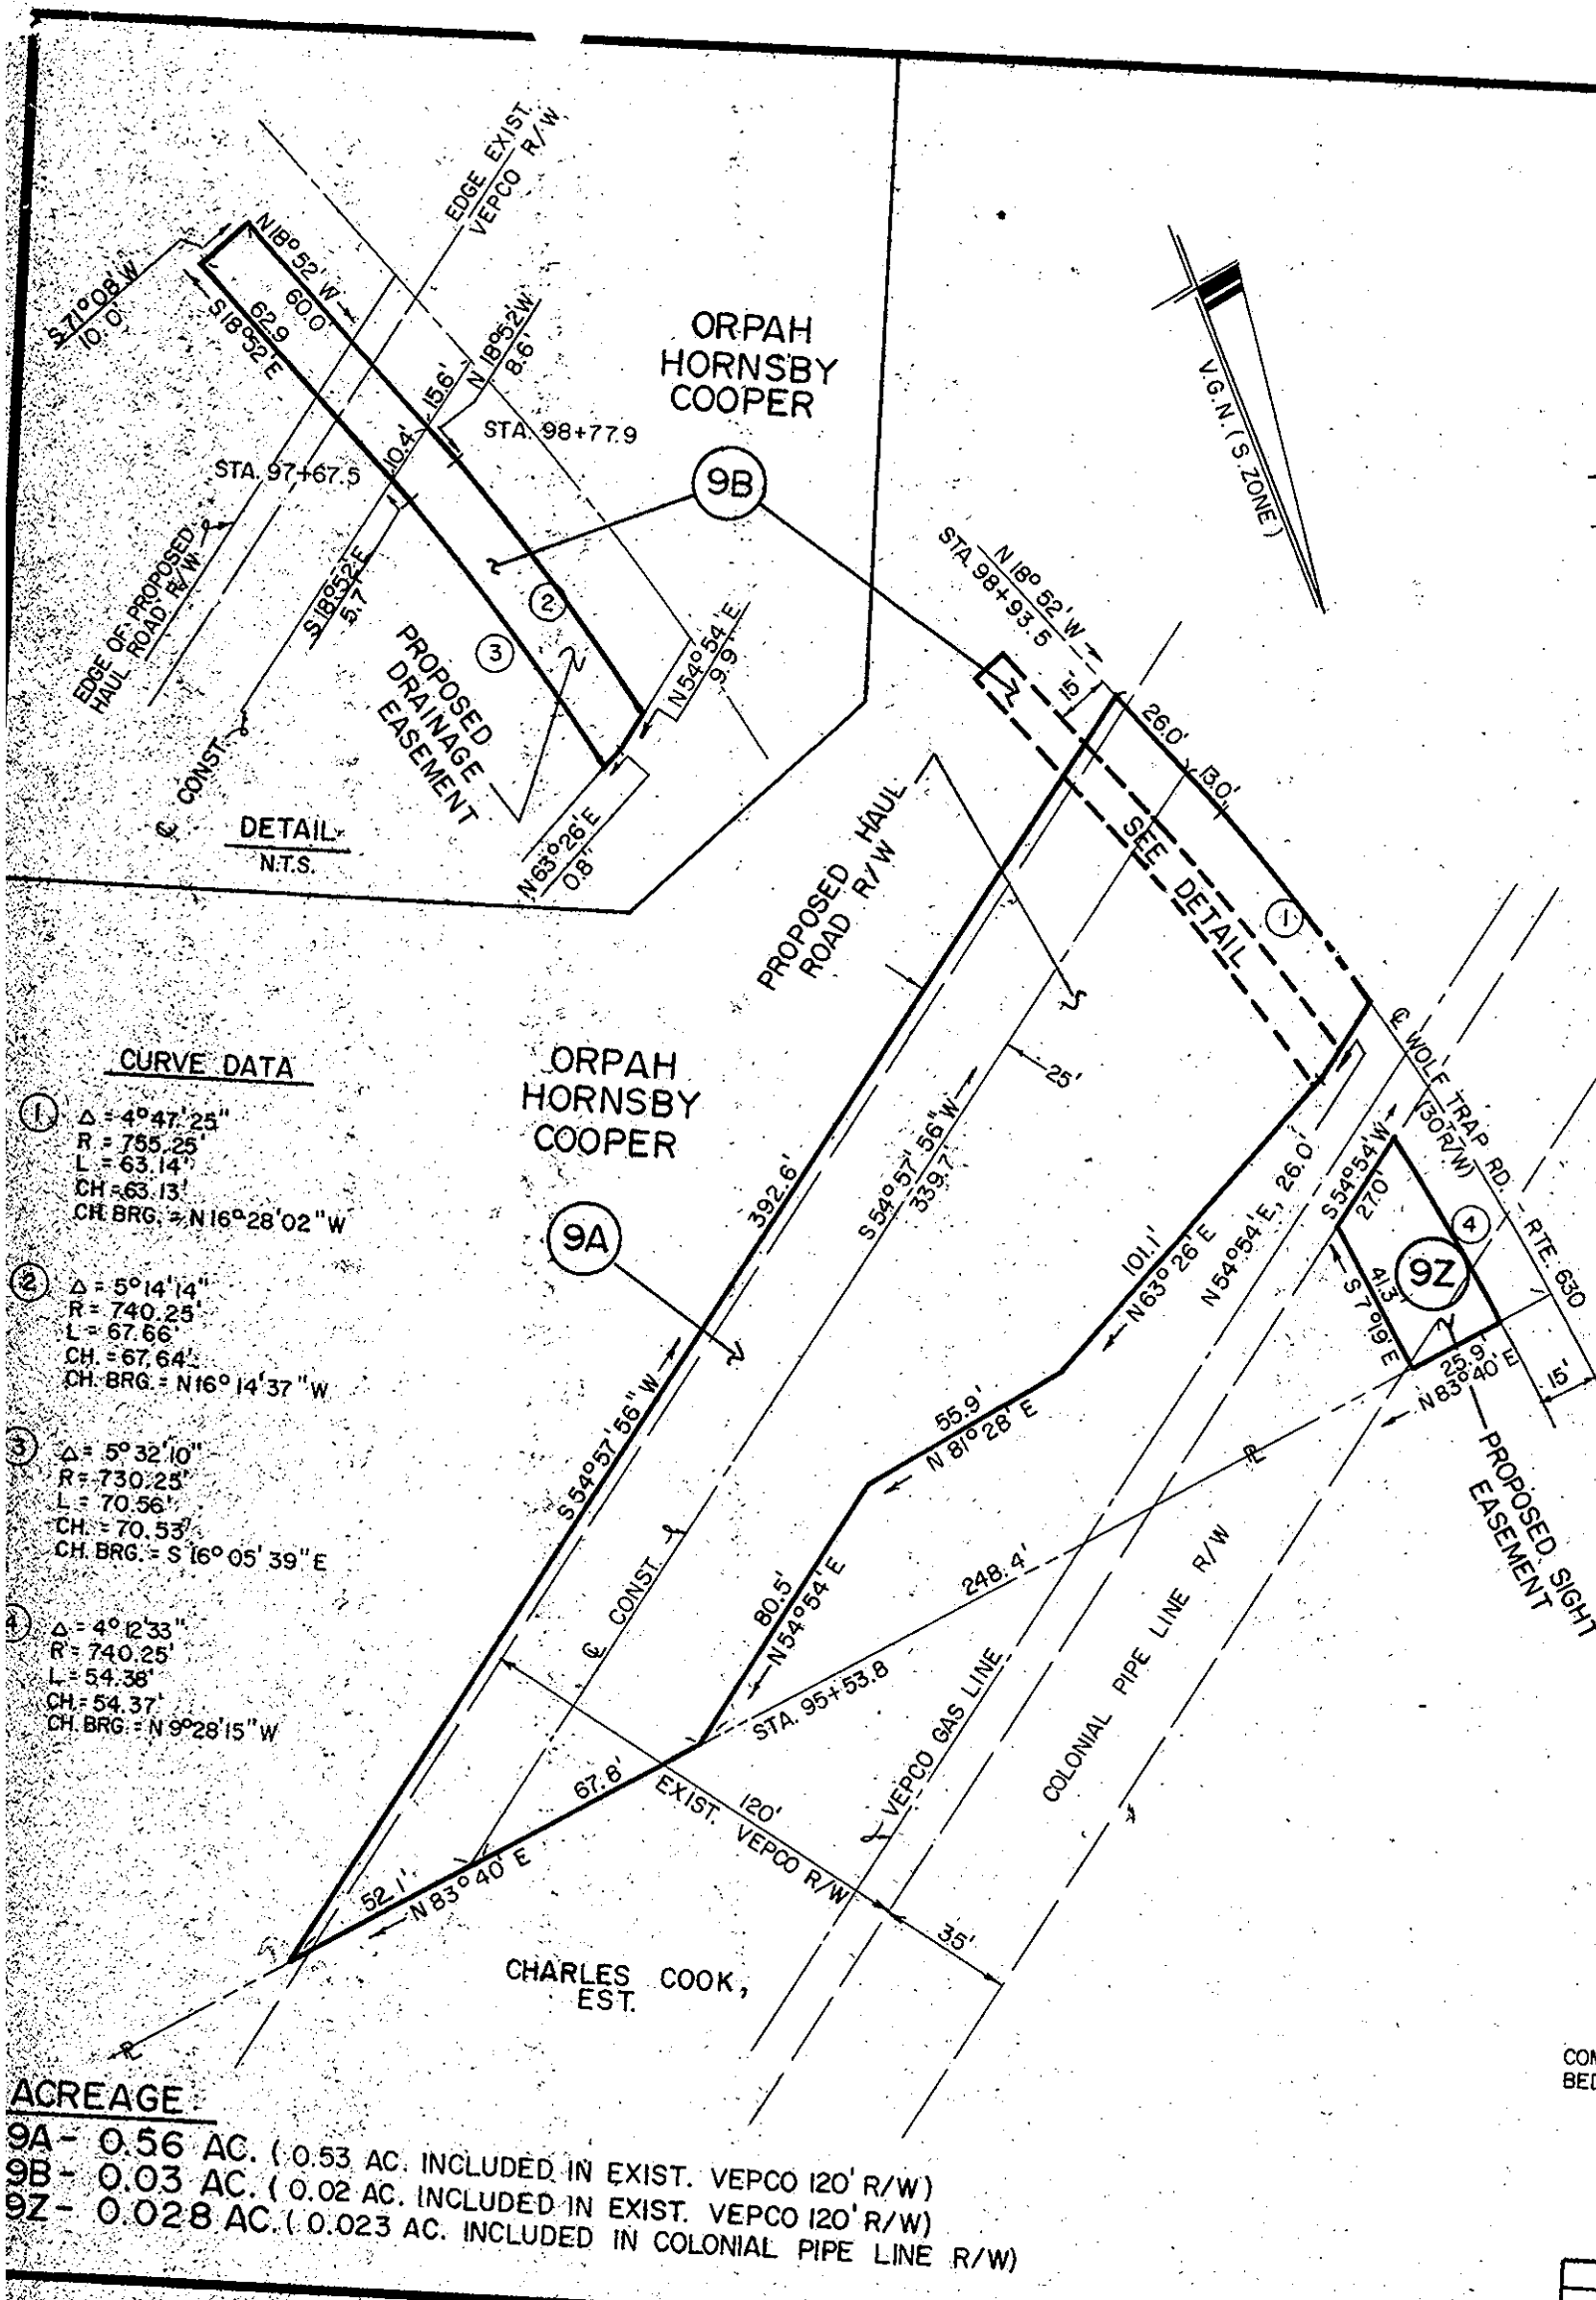 EDGE EXIST.
VEPCO R/W
N 18° 52' W
60.0'
S 71° 08' W
10.0'
62.9
S 18° 52' E
N 18° 52' W
8.6'
15.6'
10.4'
STA. 98+77.9
STA. 97+67.5
ORPAH
HORNSBY
COOPER
9B
EDGE OF PROPOSED
HAUL ROAD R/W
S 18° 52' E
5.7'
2
3
PROPOSED
DRAINAGE
EASEMENT
N 54° 54' E
9.9'
N 63° 26' E
0.8'
℄ CONST.
DETAIL
N.T.S.
V.G.N. (S. ZONE)
N 18° 52' W
STA. 98+93.5
15'
26.0'
13.0'
SEE DETAIL
1
PROPOSED HAUL
ROAD R/W
25'
℄ WOLF TRAP RD. - RTE. 630
(30' R/W)
CURVE DATA
1 Δ = 4° 47' 25"
R = 755.25'
L = 63.14'
CH = 63.13'
CH. BRG. = N 16° 28' 02" W
2 Δ = 5° 14' 14"
R = 740.25'
L = 67.66'
CH. = 67.64'
CH. BRG. = N 16° 14' 37" W
3 Δ = 5° 32' 10"
R = 730.25'
L = 70.56'
CH. = 70.53'
CH. BRG. = S 16° 05' 39" E
4 Δ = 4° 12' 33"
R = 740.25'
L = 54.38'
CH. = 54.37'
CH. BRG. = N 9° 28' 15" W
ORPAH
HORNSBY
COOPER
9A
392.6'
S 54° 57' 56" W
S 54° 57' 56" W
339.7'
101.1'
N 63° 26' E
N 54° 54' E, 26.0'
S 54° 54' W
27.0'
4
9Z
41.3'
S 7° 19' E
25.9'
N 83° 40' E
15'
PROPOSED SIGHT
EASEMENT
55.9'
N 81° 28' E
80.5'
N 54° 54' E
℄ CONST.
248.4'
STA. 95+53.8
VEPCO GAS LINE
COLONIAL PIPE LINE R/W
67.8'
52.1'
N 83° 40' E
120'
EXIST. VEPCO R/W
35'
CHARLES COOK,
EST.
ACREAGE
9A - 0.56 AC. ( 0.53 AC. INCLUDED IN EXIST. VEPCO 120' R/W)
9B - 0.03 AC. ( 0.02 AC. INCLUDED IN EXIST. VEPCO 120' R/W)
9Z - 0.028 AC. ( 0.023 AC. INCLUDED IN COLONIAL PIPE LINE R/W)